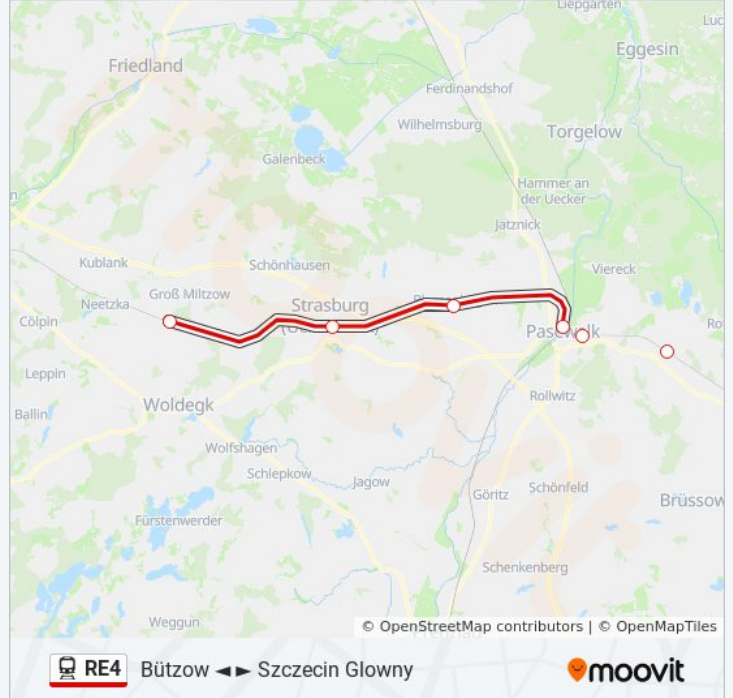 Liepgarten
Luc
Friedland
Eggesin
Ferdinandshof
Wilhelmsburg
Torgelow
Galenbeck
n
Hammer an
der Uecker
Jatznick
Kublank
Schönhausen
Viereck
Groß Miltzow
Neetzka
Strasburg
Cölpin
Pasewalk
Ro
Leppin
Rollwitz
Ballin
Woldegk
Wolfshagen
Schlepkow
Jagow
Göritz
Schönfeld
Brüssow
Fürstenwerder
Schenkenberg
Weggun
© OpenStreetMap contributors | © OpenMapTiles
RE4 Bützow ◄► Szczecin Glowny
moovit